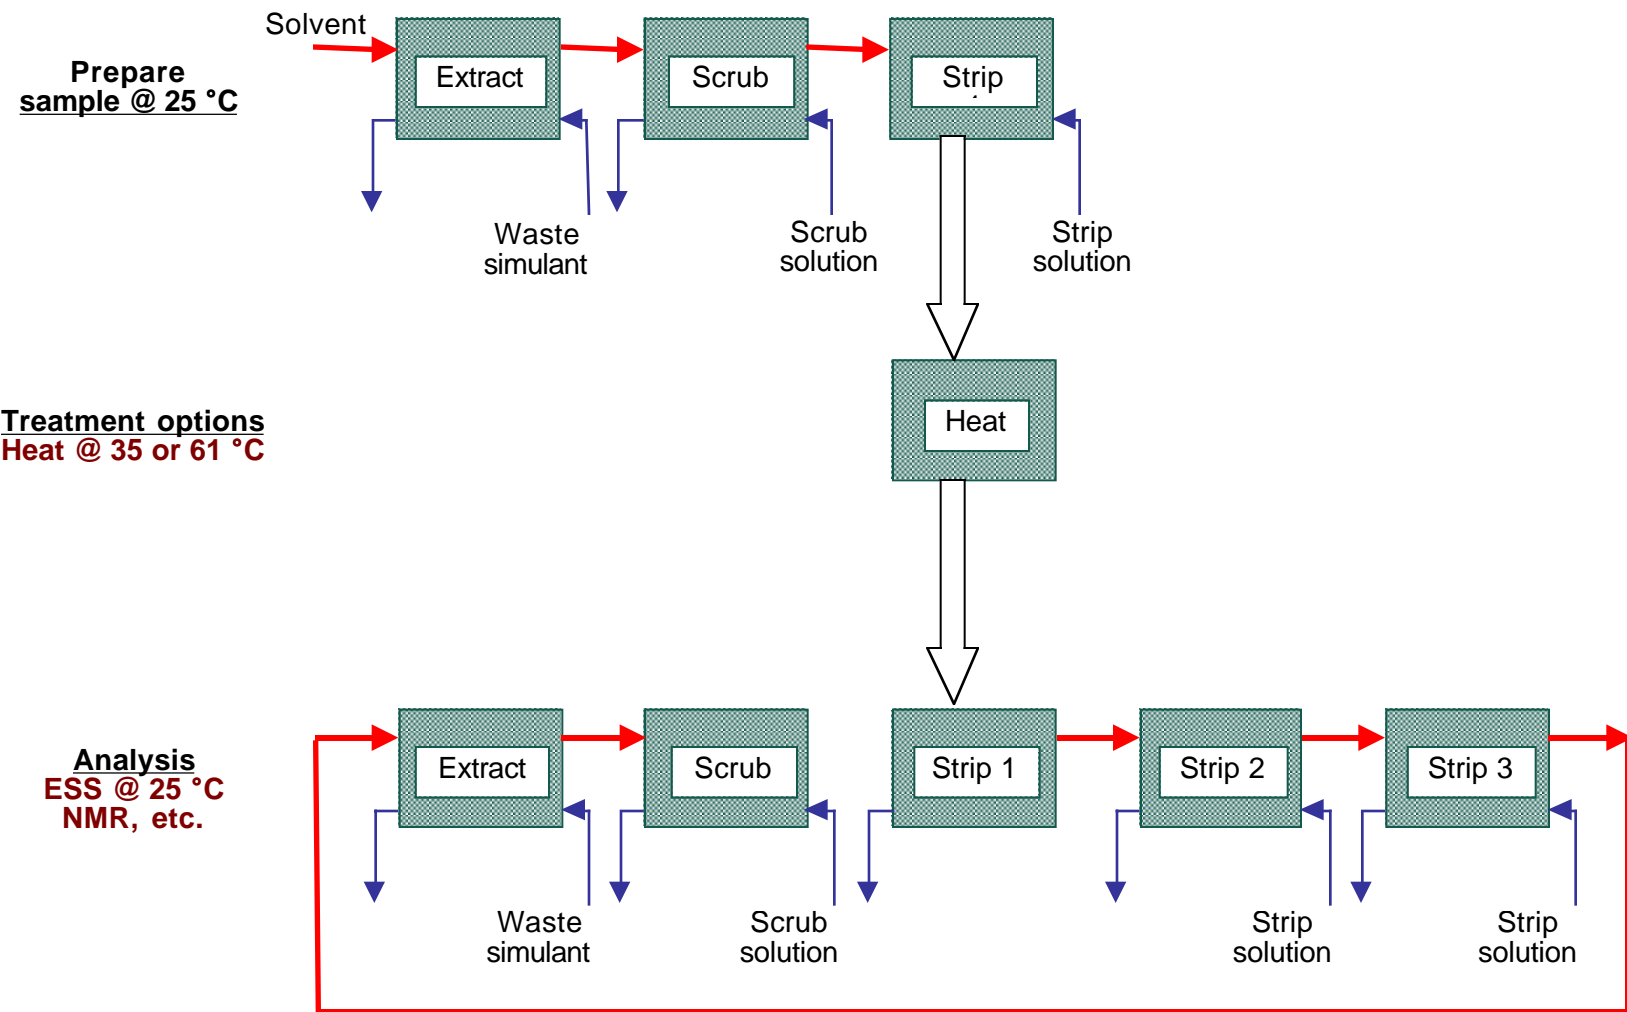 Solvent
Prepare
sample @ 25 °C
Extract
Scrub
Strip
Waste
simulant
Scrub
solution
Strip
solution
Treatment options
Heat @ 35 or 61 °C
Heat
Analysis
ESS @ 25 °C
NMR, etc.
Extract
Scrub
Strip 1
Strip 2
Strip 3
Waste
simulant
Scrub
solution
Strip
solution
Strip
solution